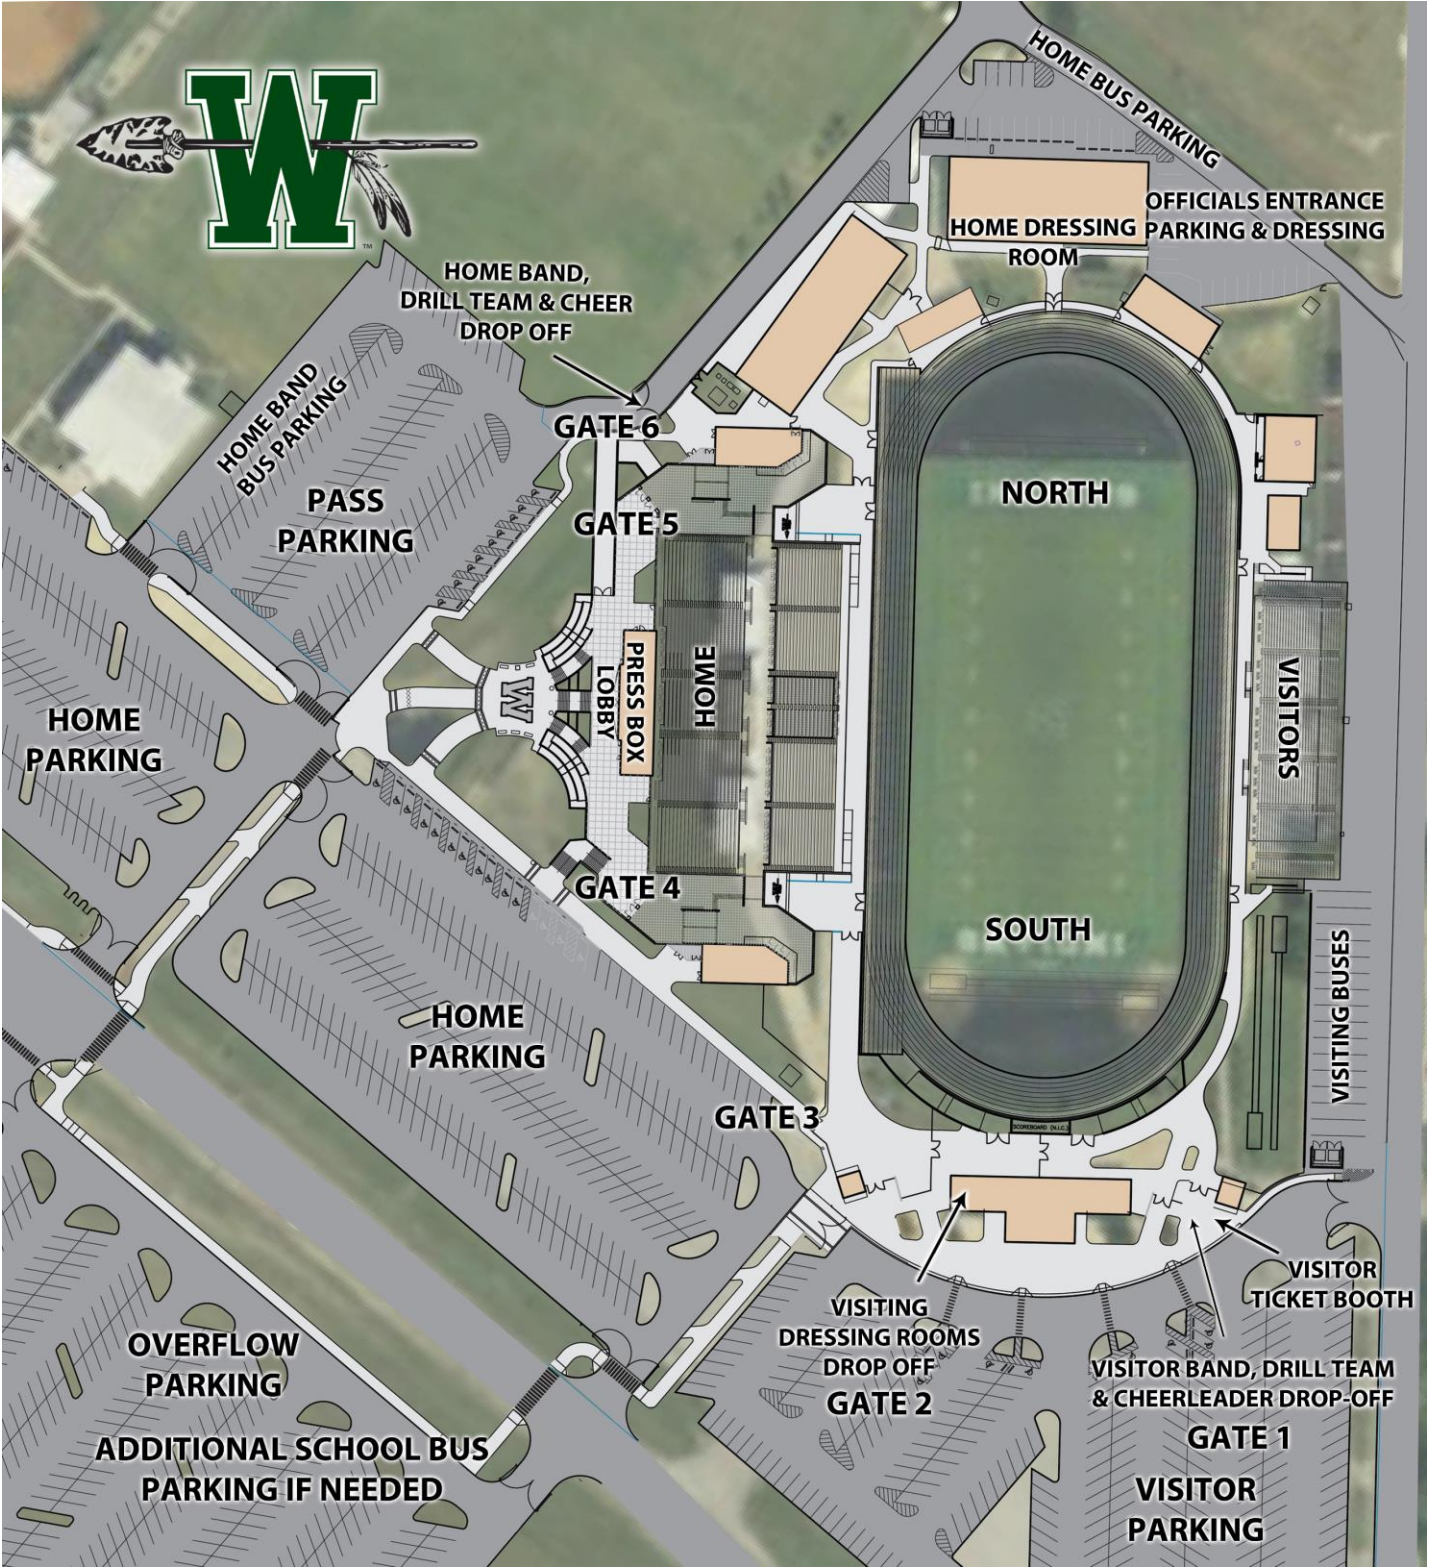 W
TM
HOME BUS PARKING
OFFICIALS ENTRANCE
PARKING & DRESSING
HOME DRESSING
ROOM
HOME BAND,
DRILL TEAM & CHEER
DROP OFF
HOME BAND
BUS PARKING
GATE 6
PASS
PARKING
NORTH
GATE 5
PRESS BOX
LOBBY
HOME
W
VISITORS
HOME
PARKING
GATE 4
SOUTH
VISITING BUSES
HOME
PARKING
GATE 3
SCOREBOARD (N.I.C.)
VISITOR
TICKET BOOTH
VISITING
DRESSING ROOMS
DROP OFF
GATE 2
VISITOR BAND, DRILL TEAM
& CHEERLEADER DROP-OFF
GATE 1
OVERFLOW
PARKING
ADDITIONAL SCHOOL BUS
PARKING IF NEEDED
VISITOR
PARKING